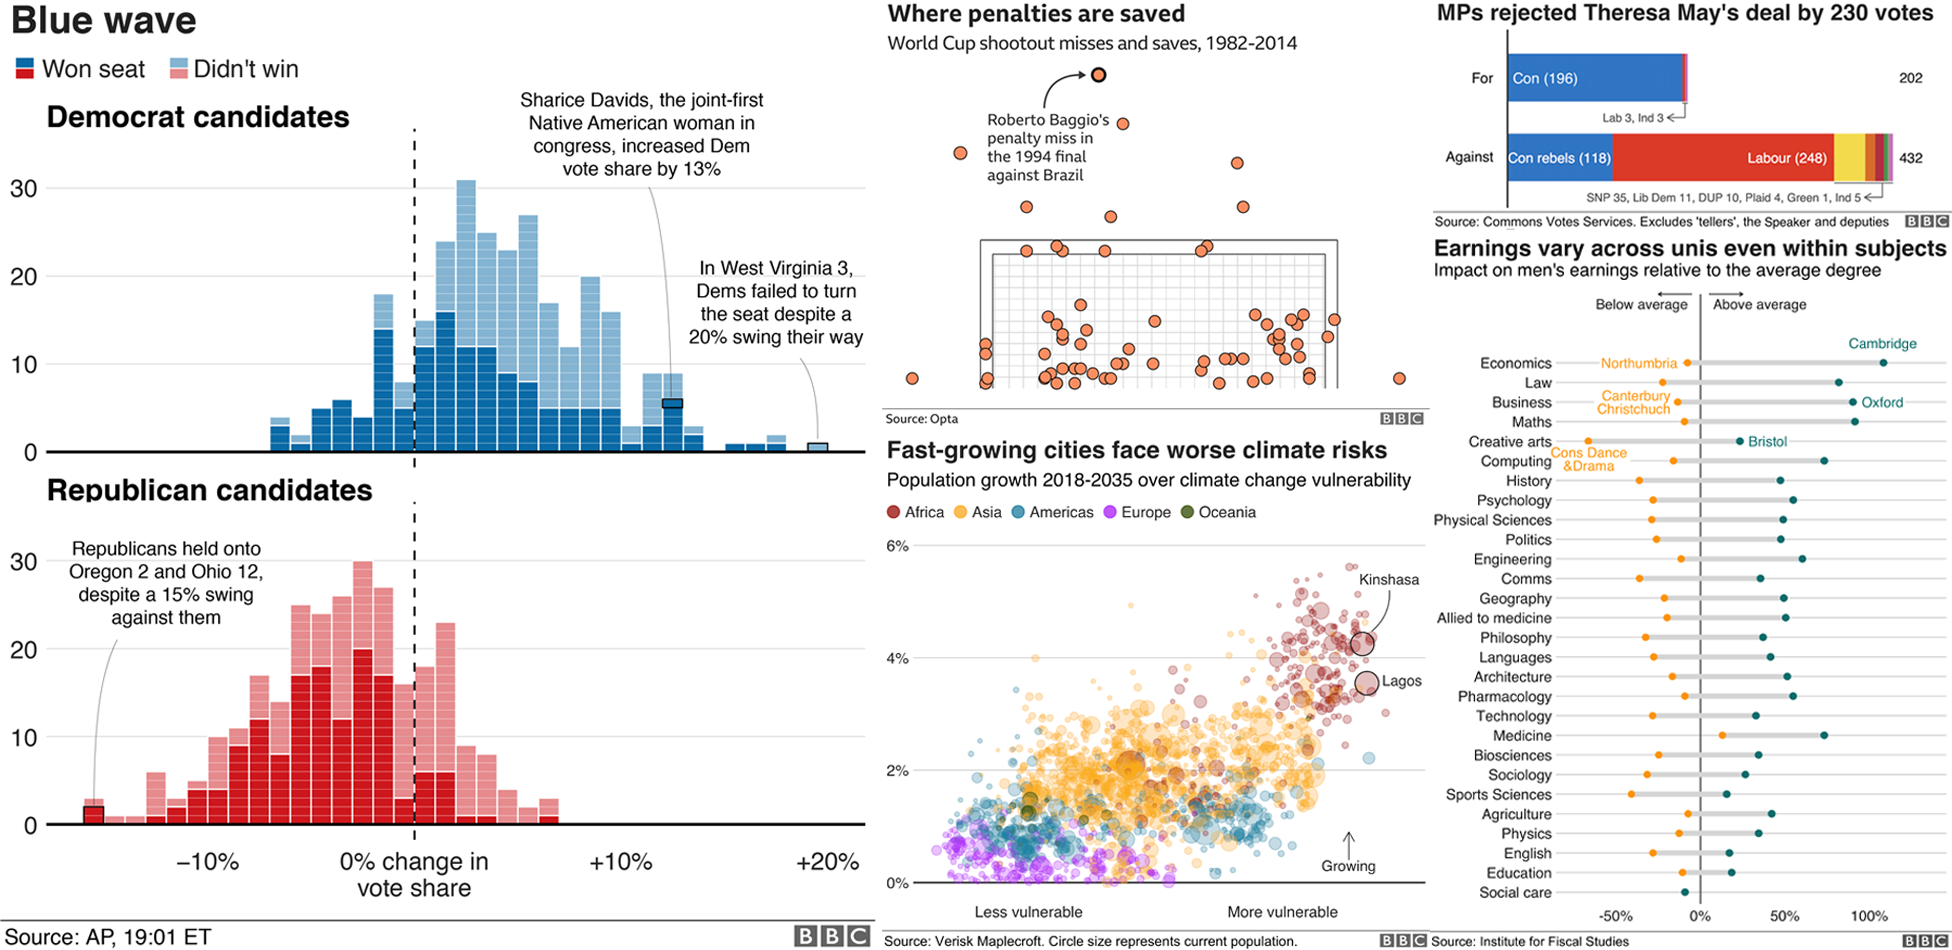 Blue wave
Won seat
Didn't win
Democrat candidates
Sharice Davids, the joint-first
Native American woman in
congress, increased Dem
vote share by 13%
In West Virginia 3,
Dems failed to turn
the seat despite a
20% swing their way
30
20
10
0
Republican candidates
Republicans held onto
Oregon 2 and Ohio 12,
despite a 15% swing
against them
30
20
10
0
−10%
0% change in
vote share
+10%
+20%
Source: AP, 19:01 ET
BBC
Where penalties are saved
World Cup shootout misses and saves, 1982-2014
Roberto Baggio's
penalty miss in
the 1994 final
against Brazil
Source: Opta
BBC
Fast-growing cities face worse climate risks
Population growth 2018-2035 over climate change vulnerability
Africa
Asia
Americas
Europe
Oceania
6%
4%
2%
0%
Kinshasa
Lagos
Growing
Less vulnerable
More vulnerable
Source: Verisk Maplecroft. Circle size represents current population.
BBC
MPs rejected Theresa May's deal by 230 votes
For
Con (196)
202
Lab 3, Ind 3
Against
Con rebels (118)
Labour (248)
432
SNP 35, Lib Dem 11, DUP 10, Plaid 4, Green 1, Ind 5
Source: Commons Votes Services. Excludes 'tellers', the Speaker and deputies
BBC
Earnings vary across unis even within subjects
Impact on men's earnings relative to the average degree
Below average
Above average
Cambridge
Economics
Northumbria
Law
Business
Canterbury
Christchuch
Oxford
Maths
Creative arts
Bristol
Cons Dance
&Drama
Computing
History
Psychology
Physical Sciences
Politics
Engineering
Comms
Geography
Allied to medicine
Philosophy
Languages
Architecture
Pharmacology
Technology
Medicine
Biosciences
Sociology
Sports Sciences
Agriculture
Physics
English
Education
Social care
-50%
0%
50%
100%
Source: Institute for Fiscal Studies
BBC